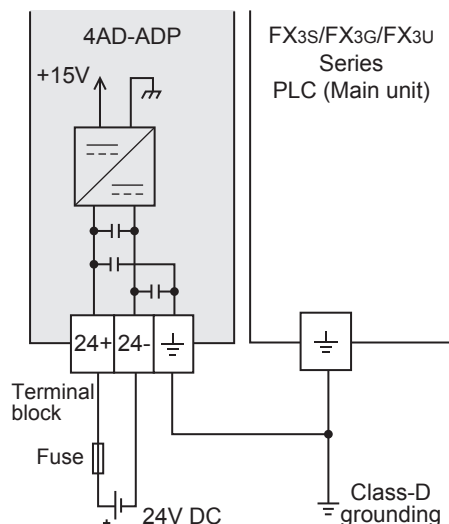 4AD-ADP
+15V
FX3S/FX3G/FX3U
Series
PLC (Main unit)
24+
24-
Terminal
block
Fuse
+
24V DC
Class-D
grounding